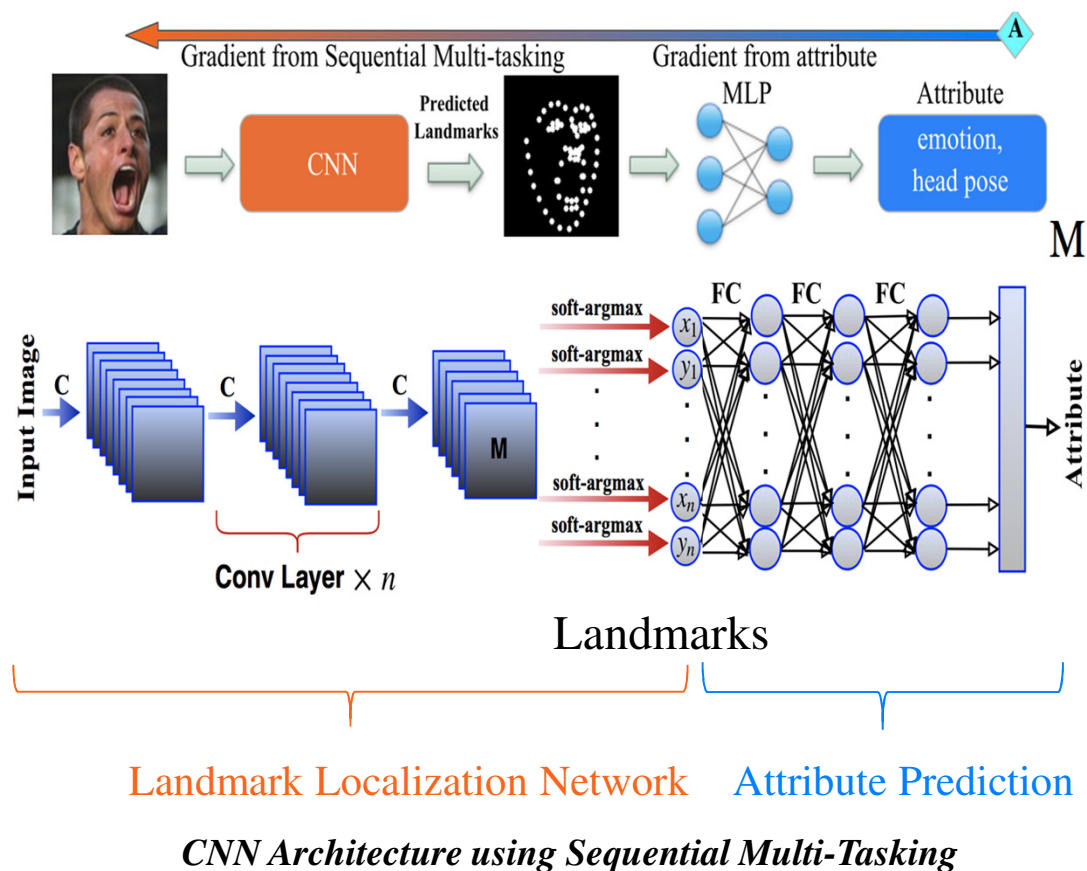 A
Gradient from Sequential Multi-tasking
Gradient from attribute
Predicted
Landmarks
MLP
Attribute
CNN
emotion,
head pose
M
Input Image
C
C
C
M
Conv Layer × n
soft-argmax
soft-argmax
soft-argmax
soft-argmax
x1
y1
xn
yn
FC
FC
FC
Attribute
Landmarks
Landmark Localization Network
Attribute Prediction
CNN Architecture using Sequential Multi-Tasking